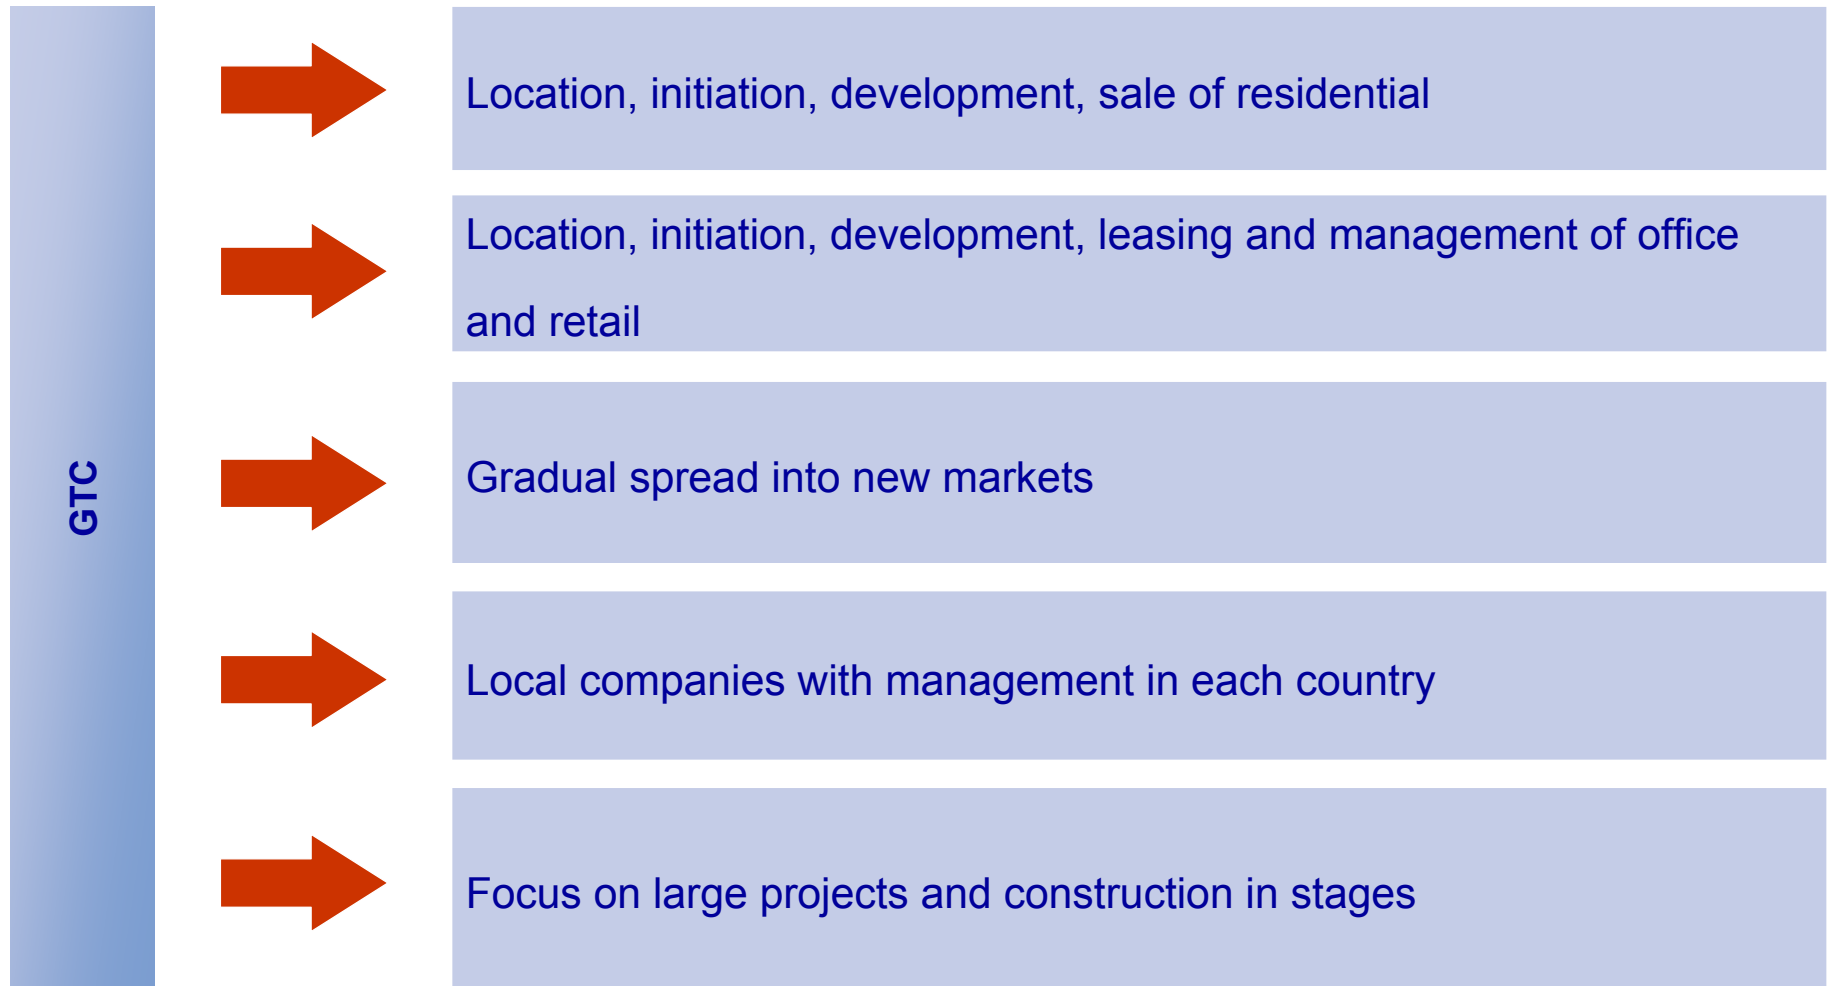 GTC
Location, initiation, development, sale of residential
Location, initiation, development, leasing and management of office
and retail
Gradual spread into new markets
Local companies with management in each country
Focus on large projects and construction in stages